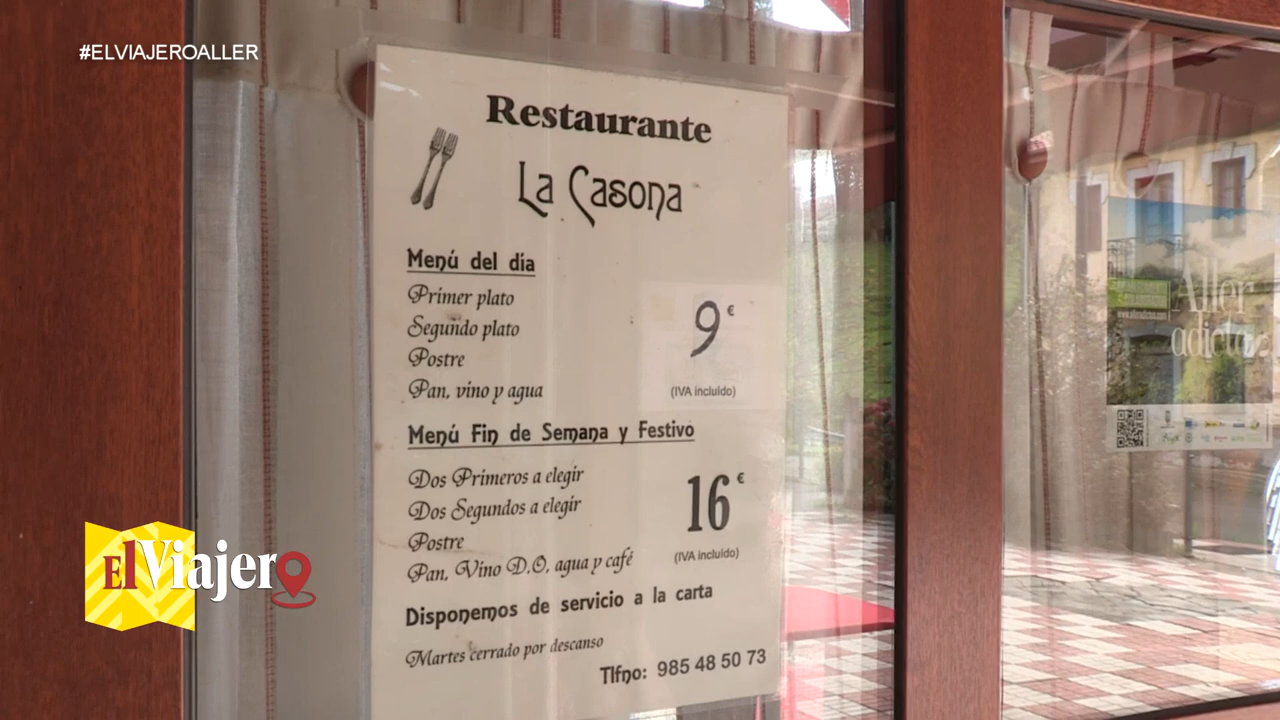 #ELVIAJEROALLER
Restaurante
La Casona
Menú del día
Primer plato
Segundo plato
Postre
Pan, vino y agua
9 €
(IVA incluído)
Menú Fin de Semana y Festivo
Dos Primeros a elegir
Dos Segundos a elegir
Postre
Pan, Vino D.O, agua y café
16 €
(IVA incluído)
Disponemos de servicio a la carta
Martes cerrado por descanso
Tlfno: 985 48 50 73
Aller
adicto
El Viajero